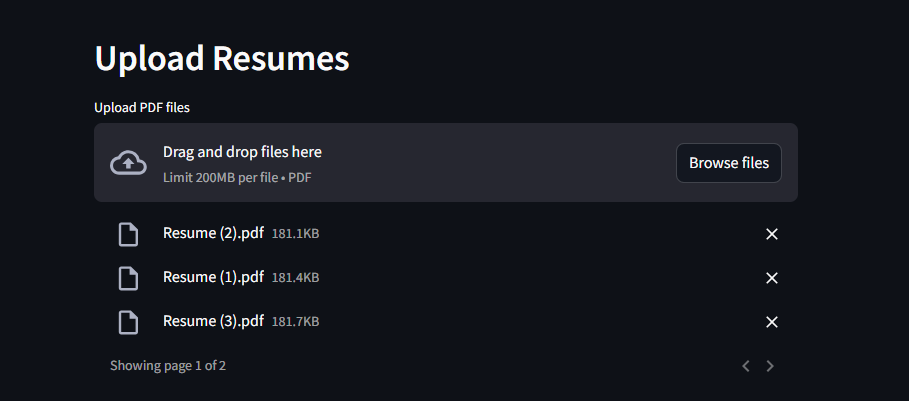 Upload Resumes
Upload PDF files
Drag and drop files here
Limit 200MB per file • PDF
Browse files
Resume (2).pdf 181.1KB
Resume (1).pdf 181.4KB
Resume (3).pdf 181.7KB
Showing page 1 of 2